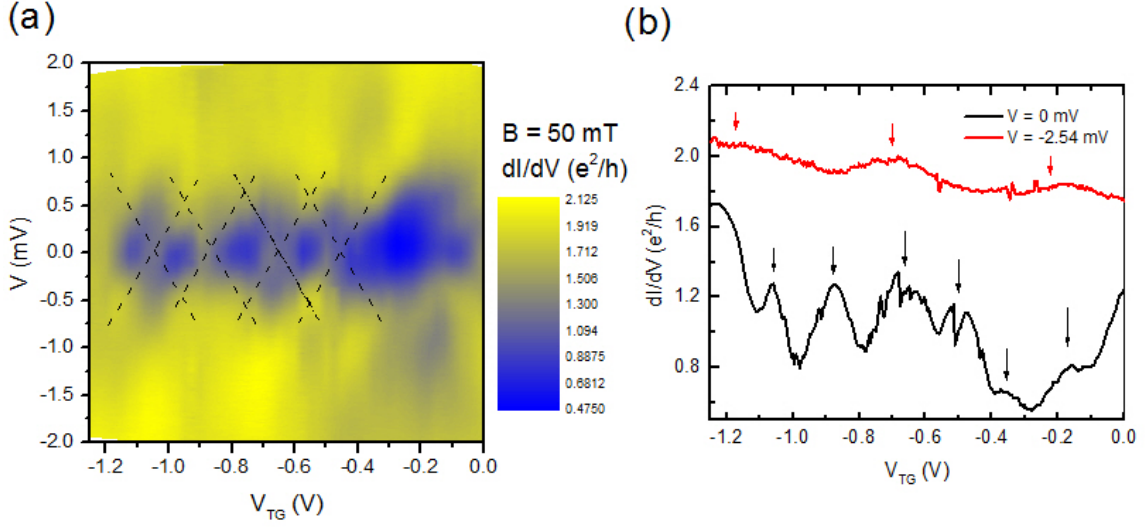 (a)
2.0
1.5
1.0
0.5
0.0
-0.5
-1.0
-1.5
-2.0
V (mV)
-1.2 -1.0 -0.8 -0.6 -0.4 -0.2 0.0
V_TG (V)
B = 50 mT
dI/dV (e²/h)
2.125
1.919
1.712
1.506
1.300
1.094
0.8875
0.6812
0.4750
(b)
2.4
2.0
1.6
1.2
0.8
dI/dV (e²/h)
V = 0 mV
V = -2.54 mV
-1.2 -1.0 -0.8 -0.6 -0.4 -0.2 0.0
V_TG (V)